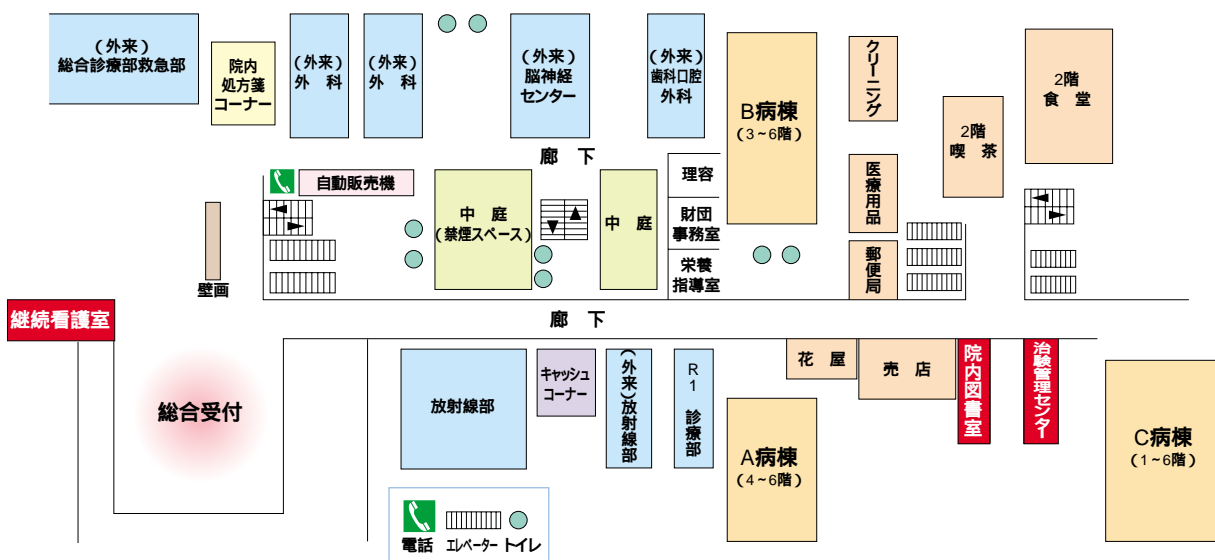 (外来)
総合診療部救急部
院内
処方箋
コーナー
(外来)
外 科
(外来)
外 科
(外来)
脳神経
センター
(外来)
歯科口腔
外科
B病棟
(3~6階)
クリーニング
2階
喫 茶
2階
食 堂
廊 下
自動販売機
中 庭
(禁煙スペース)
中 庭
理容
財団
事務室
栄養
指導室
医療用品
郵便局
壁画
継続看護室
廊 下
総合受付
放射線部
キャッシュ
コーナー
(外来)放射線部
R1 診療部
A病棟
(4~6階)
花 屋
売 店
院内図書室
治験管理センター
C病棟
(1~6階)
電話 エレベーター トイレ